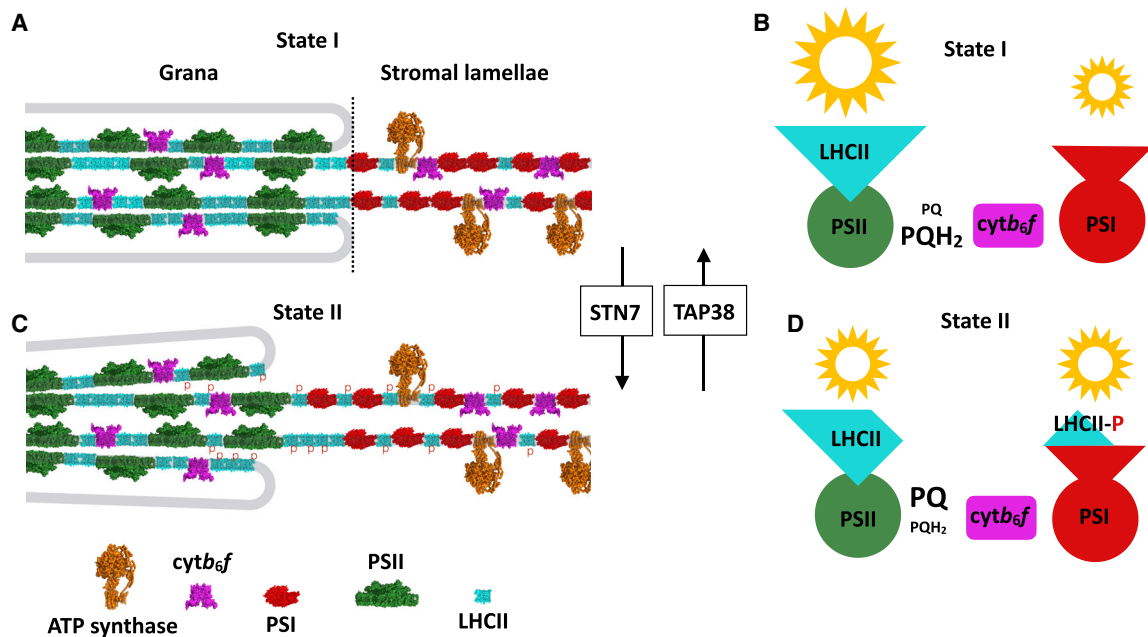 A
State I
Grana
Stromal lamellae
B
State I
LHCII
PSII
PQ
PQH₂
cytb₆f
PSI
STN7
TAP38
C
State II
p
p
p
p p p p p
p p p p p p p p
D
State II
LHCII
LHCII-P
PSII
PQ
PQH₂
cytb₆f
PSI
cytb₆f
PSII
ATP synthase
PSI
LHCII